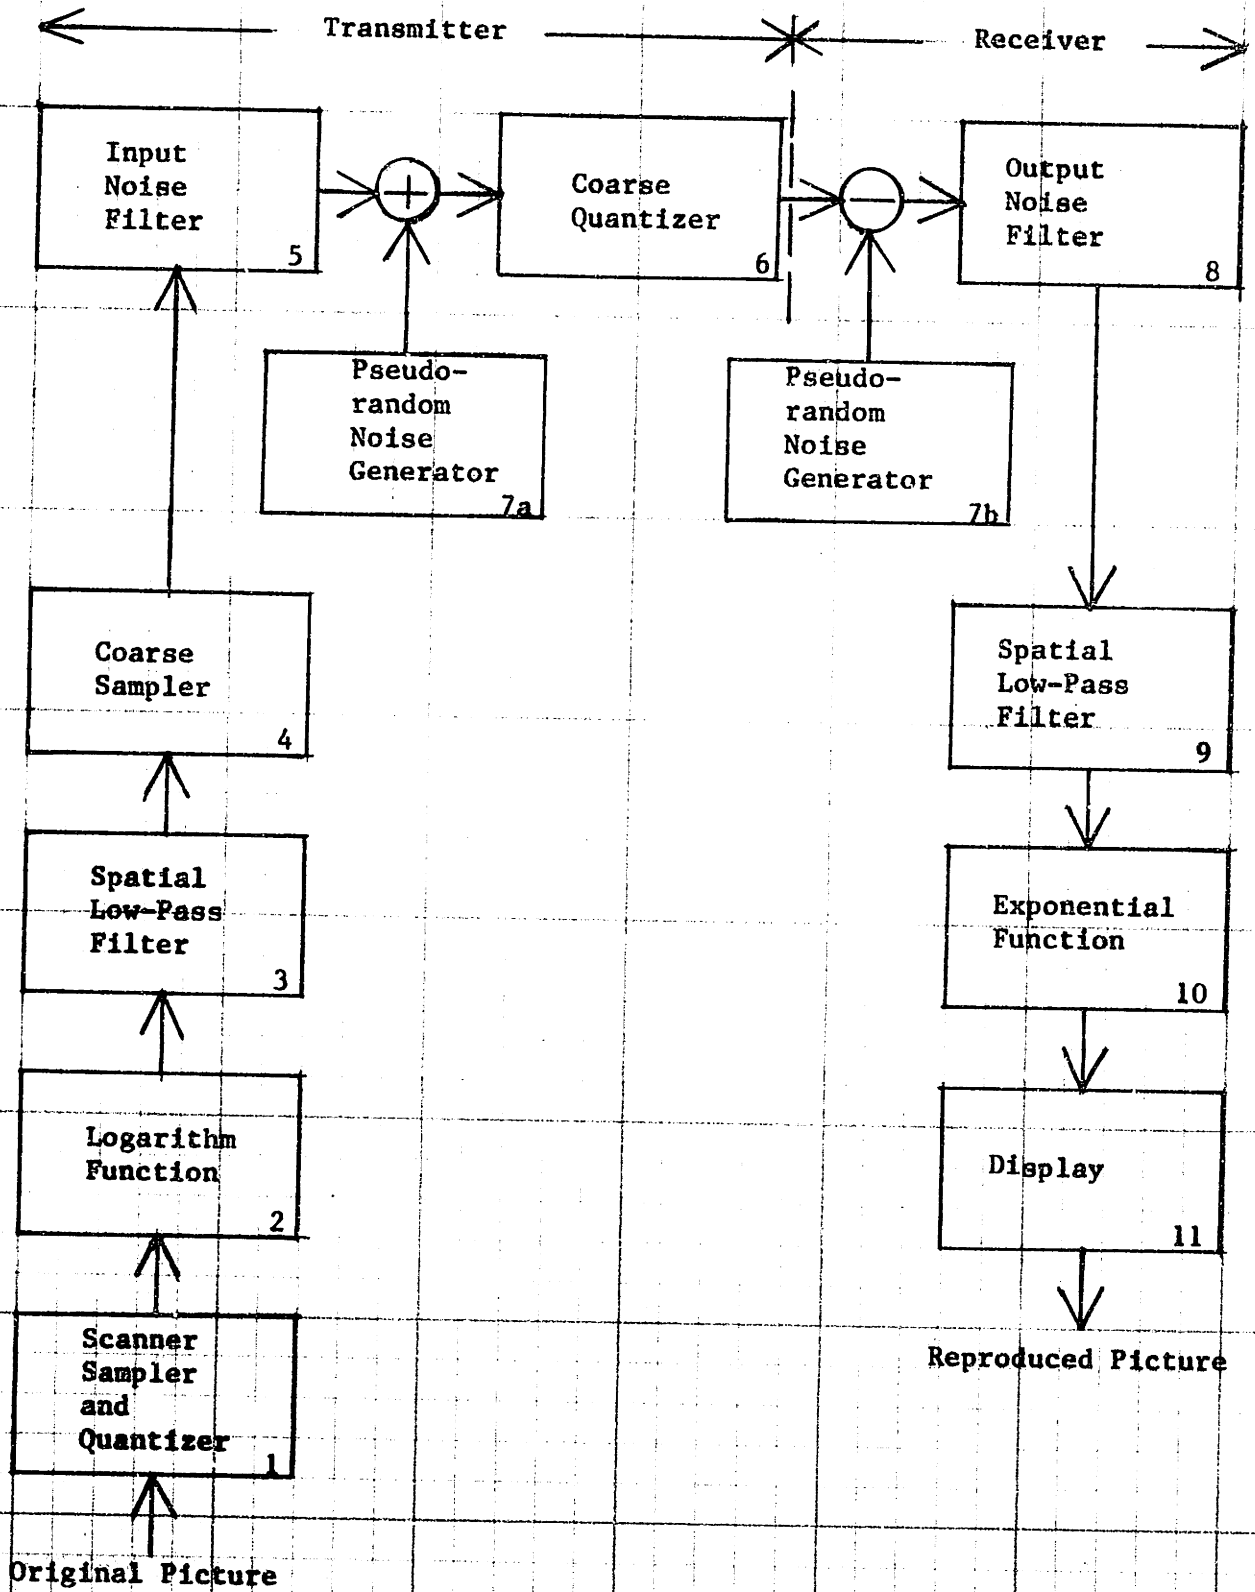 Transmitter
Receiver
Input
Noise
Filter
5
+
Coarse
Quantizer
6
−
Output
Noise
Filter
8
Pseudo-
random
Noise
Generator
7a
Pseudo-
random
Noise
Generator
7b
Coarse
Sampler
4
Spatial
Low-Pass
Filter
9
Spatial
Low-Pass
Filter
3
Exponential
Function
10
Logarithm
Function
2
Display
11
Scanner
Sampler
and
Quantizer
1
Reproduced Picture
Original Picture